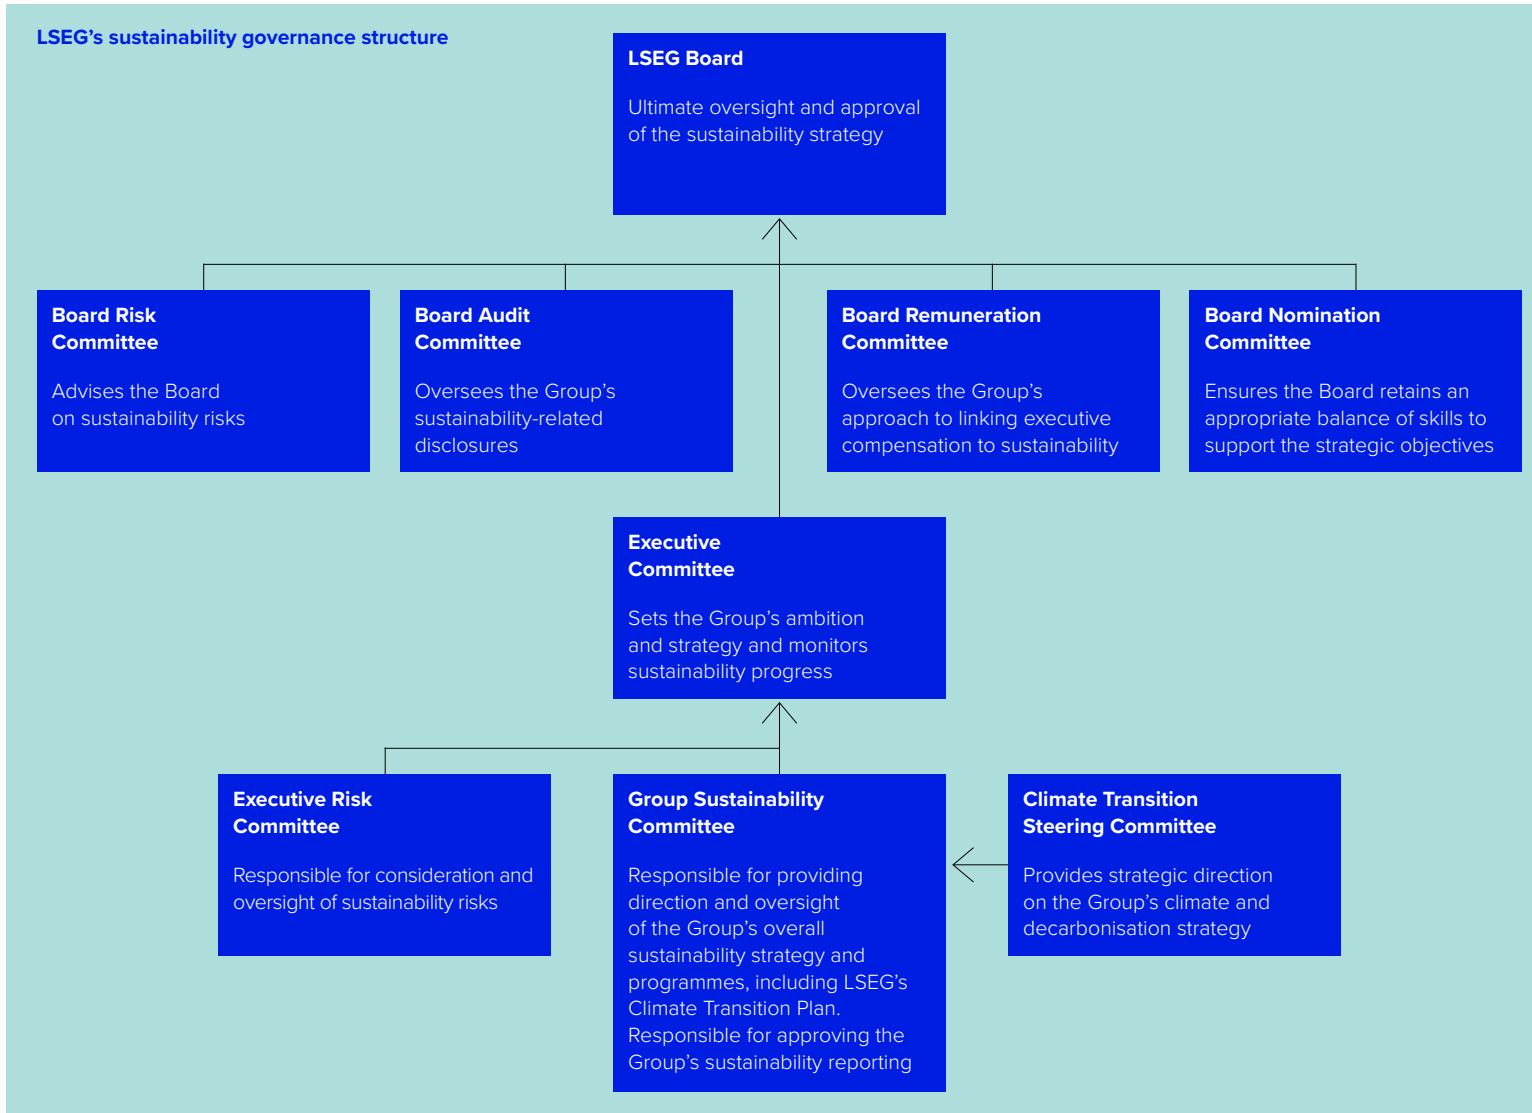 LSEG’s sustainability governance structure
LSEG Board
Ultimate oversight and approval
of the sustainability strategy
Board Risk
Committee
Advises the Board
on sustainability risks
Board Audit
Committee
Oversees the Group’s
sustainability-related
disclosures
Board Remuneration
Committee
Oversees the Group’s
approach to linking executive
compensation to sustainability
Board Nomination
Committee
Ensures the Board retains an
appropriate balance of skills to
support the strategic objectives
Executive
Committee
Sets the Group’s ambition
and strategy and monitors
sustainability progress
Executive Risk
Committee
Responsible for consideration and
oversight of sustainability risks
Group Sustainability
Committee
Responsible for providing
direction and oversight
of the Group’s overall
sustainability strategy and
programmes, including LSEG’s
Climate Transition Plan.
Responsible for approving the
Group’s sustainability reporting
Climate Transition
Steering Committee
Provides strategic direction
on the Group’s climate and
decarbonisation strategy